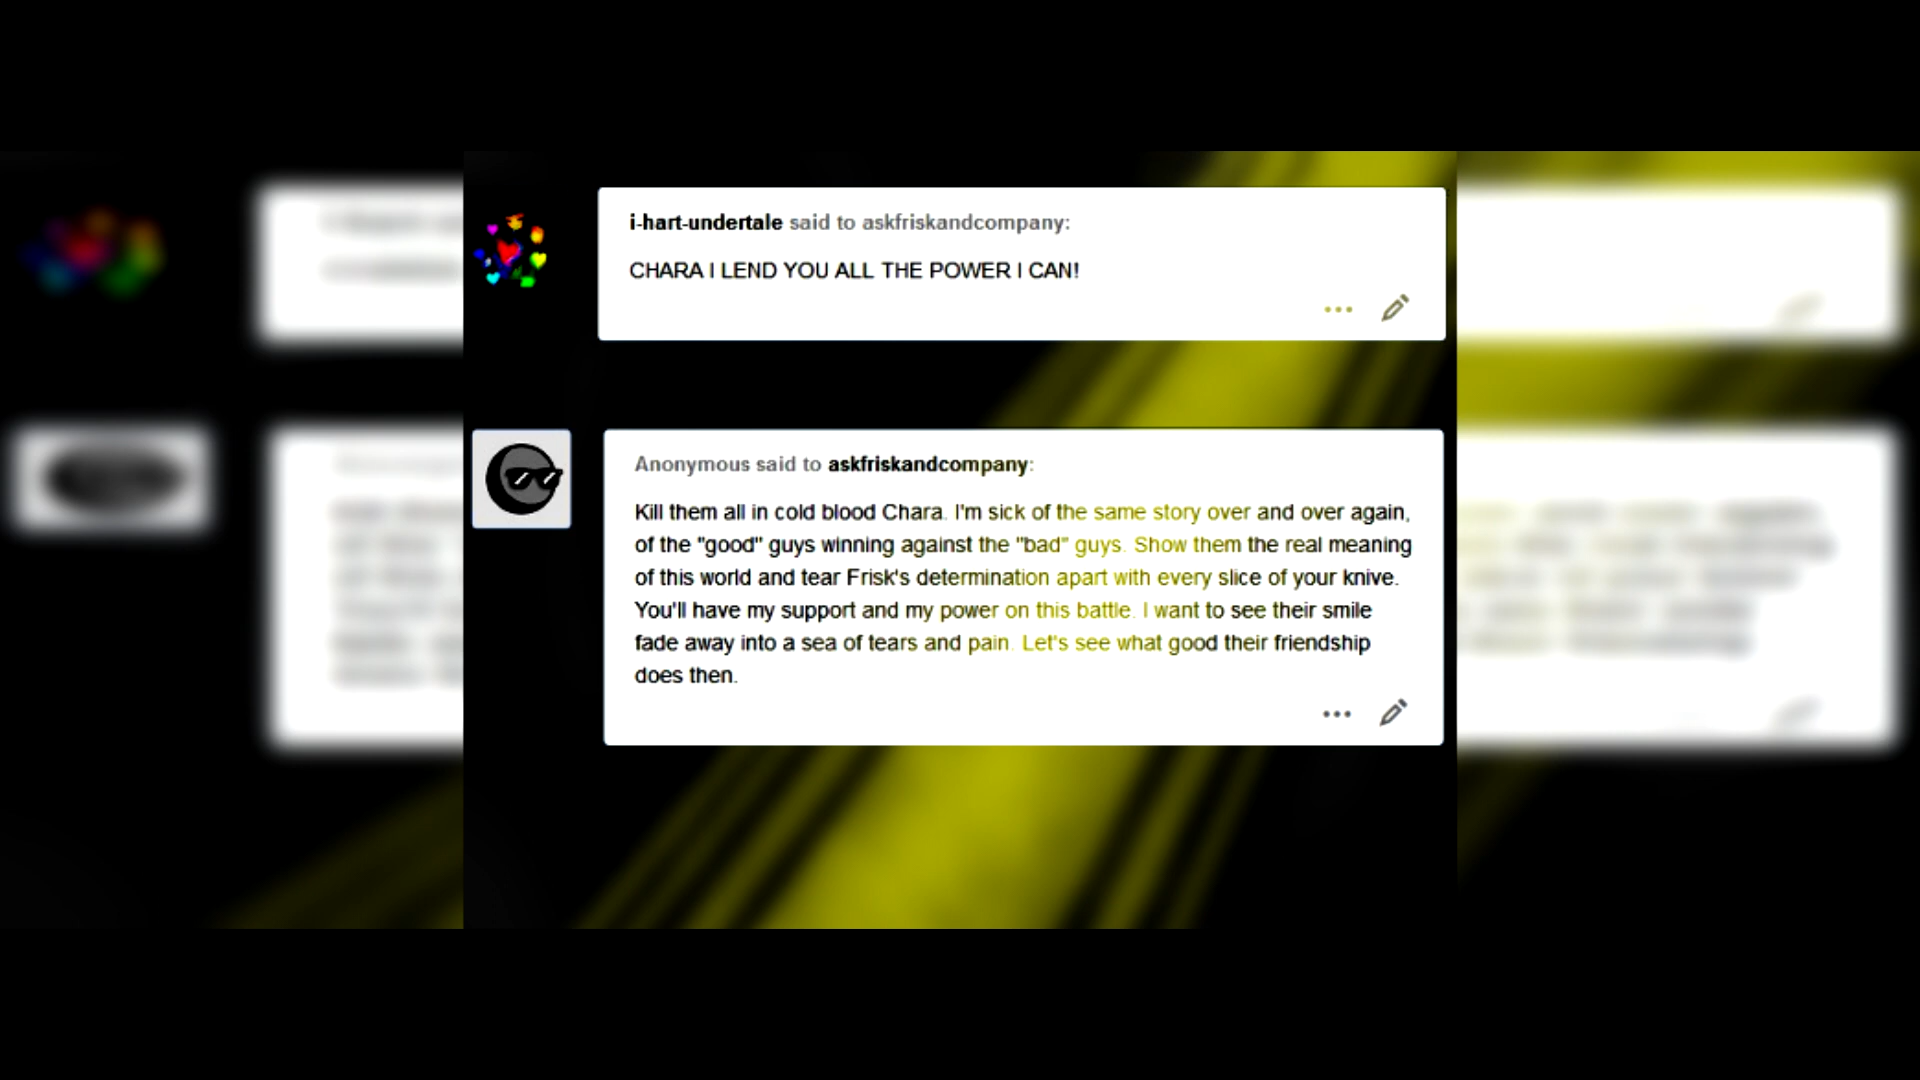 i-hart-undertale said to askfriskandcompany:
CHARA I LEND YOU ALL THE POWER I CAN!
Anonymous said to askfriskandcompany:
Kill them all in cold blood Chara. I'm sick of the same story over and over again,
of the "good" guys winning against the "bad" guys. Show them the real meaning
of this world and tear Frisk's determination apart with every slice of your knive.
You'll have my support and my power on this battle. I want to see their smile
fade away into a sea of tears and pain. Let's see what good their friendship
does then.